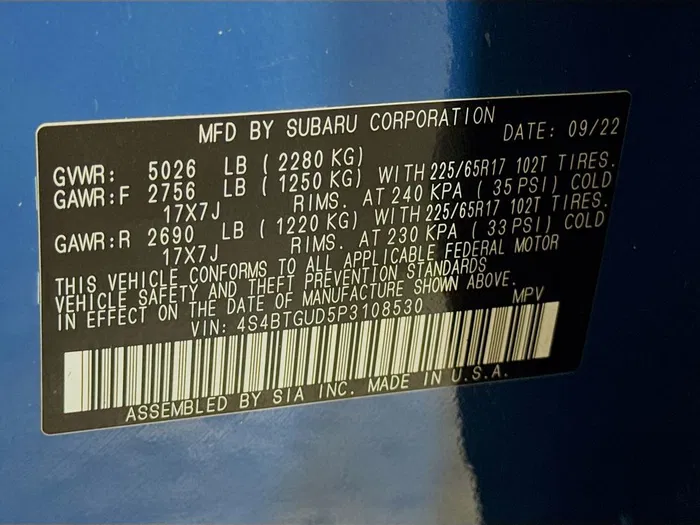 MFD BY SUBARU CORPORATION DATE: 09/22
GVWR: 5026 LB ( 2280 KG)
GAWR:F 2756 LB ( 1250 KG) WITH 225/65R17 102T TIRES.
17X7J RIMS. AT 240 KPA ( 35 PSI) COLD
GAWR:R 2690 LB ( 1220 KG) WITH 225/65R17 102T TIRES.
17X7J RIMS. AT 230 KPA ( 33 PSI) COLD
THIS VEHICLE CONFORMS TO ALL APPLICABLE FEDERAL MOTOR
VEHICLE SAFETY AND THEFT PREVENTION STANDARDS
IN EFFECT ON THE DATE OF MANUFACTURE SHOWN ABOVE.
VIN: 4S4BTGUD5P3108530 MPV
ASSEMBLED BY SIA INC. MADE IN U.S.A.